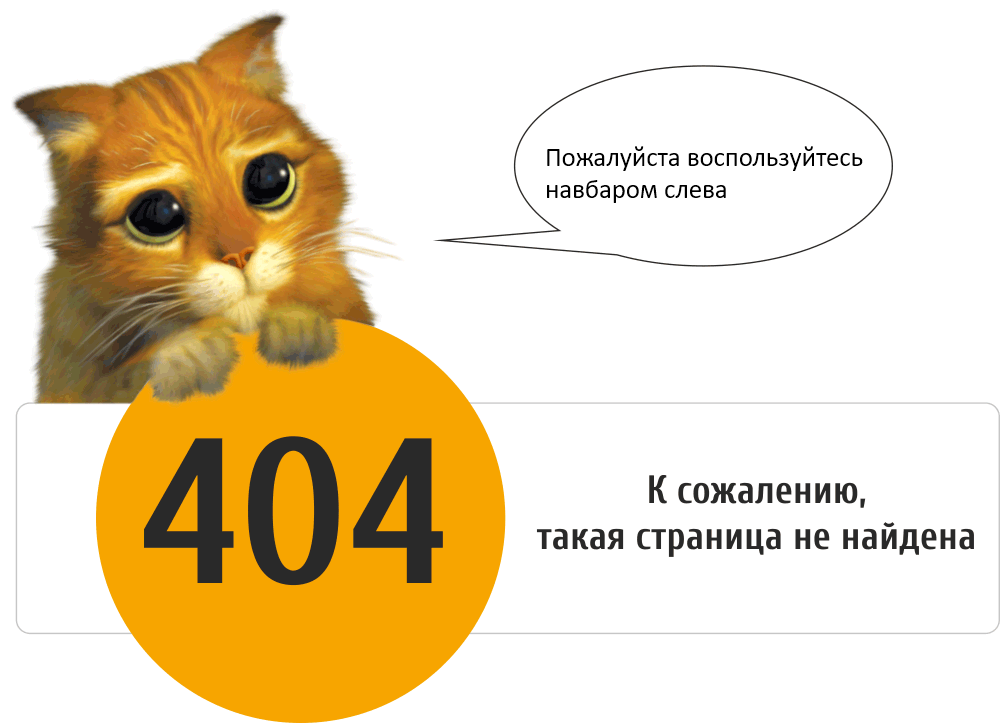 Пожалуйста воспользуйтесь
навбаром слева
404
К сожалению,
такая страница не найдена